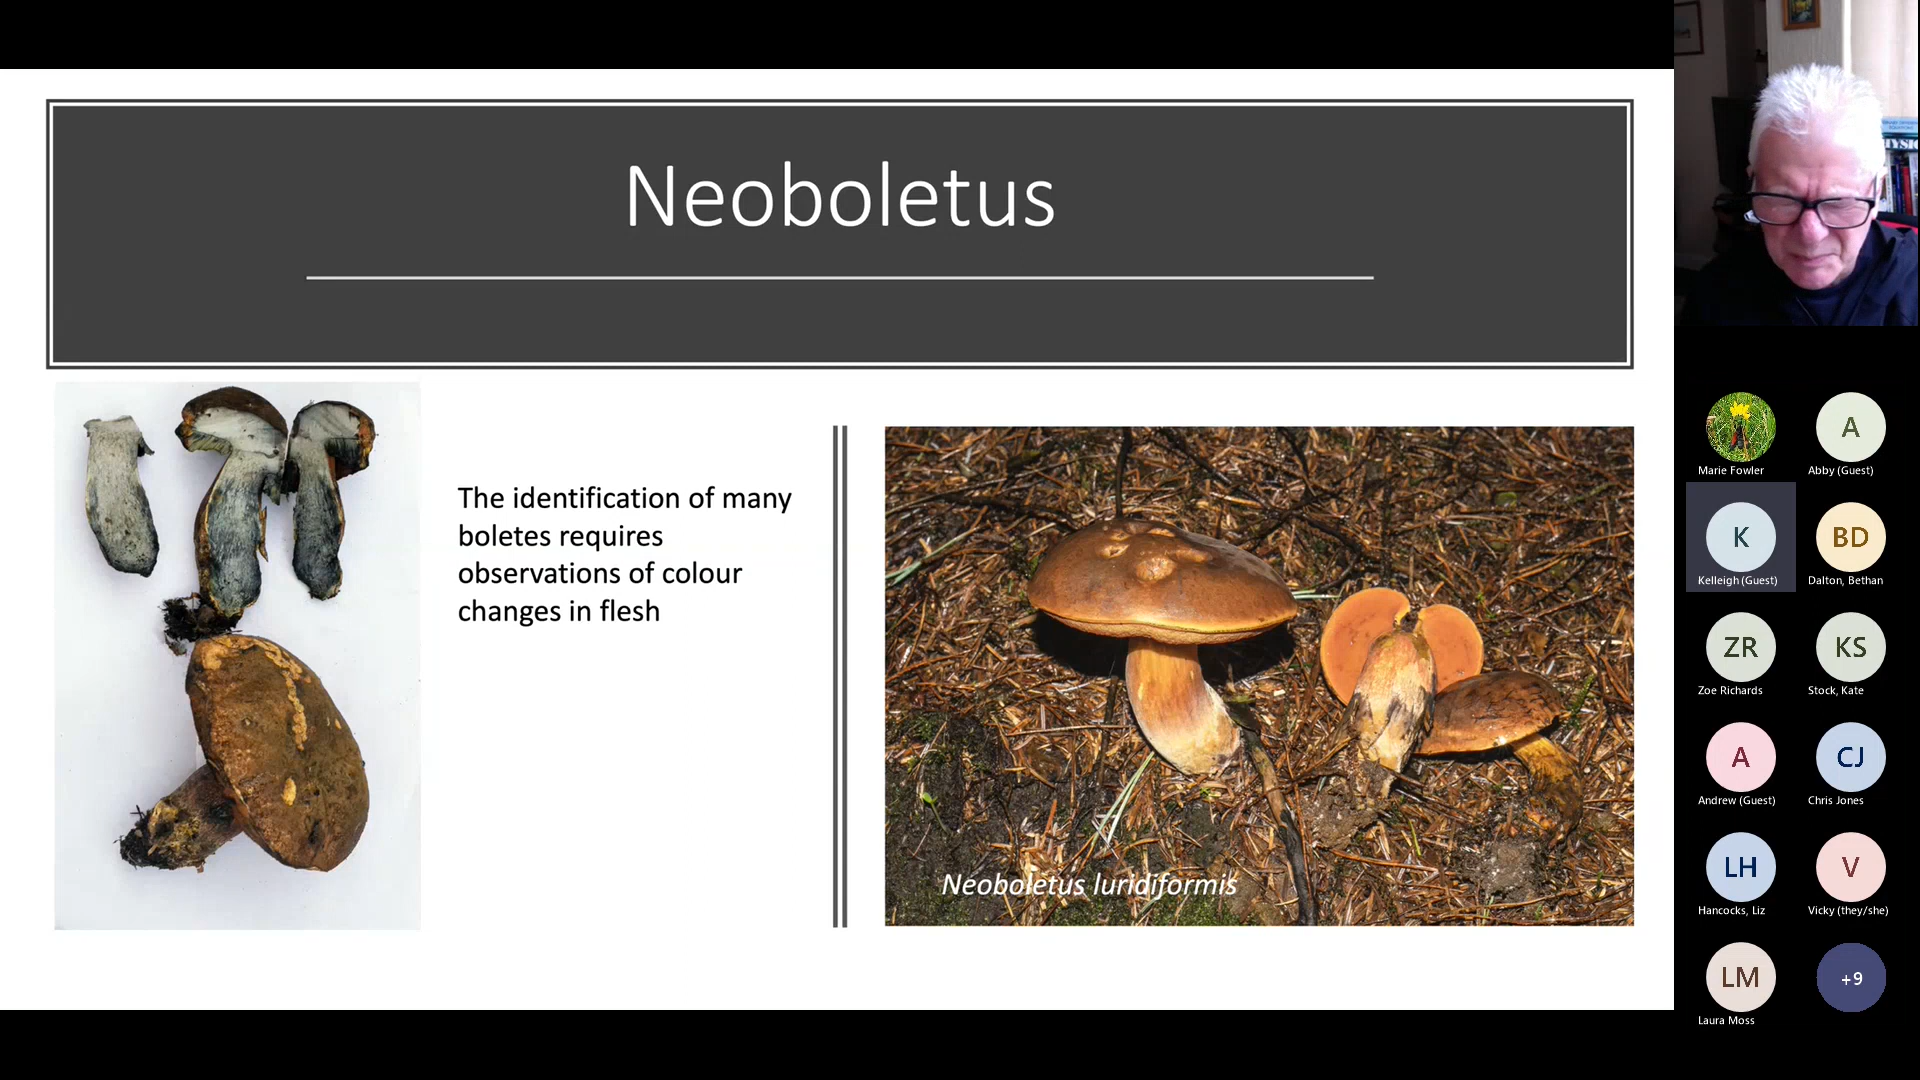 Neoboletus
The identification of many
boletes requires
observations of colour
changes in flesh
Neoboletus luridiformis
Marie Fowler
A
Abby (Guest)
K
Kelleigh (Guest)
BD
Dalton, Bethan
ZR
Zoe Richards
KS
Stock, Kate
A
Andrew (Guest)
CJ
Chris Jones
LH
Hancocks, Liz
V
Vicky (they/she)
LM
Laura Moss
+9